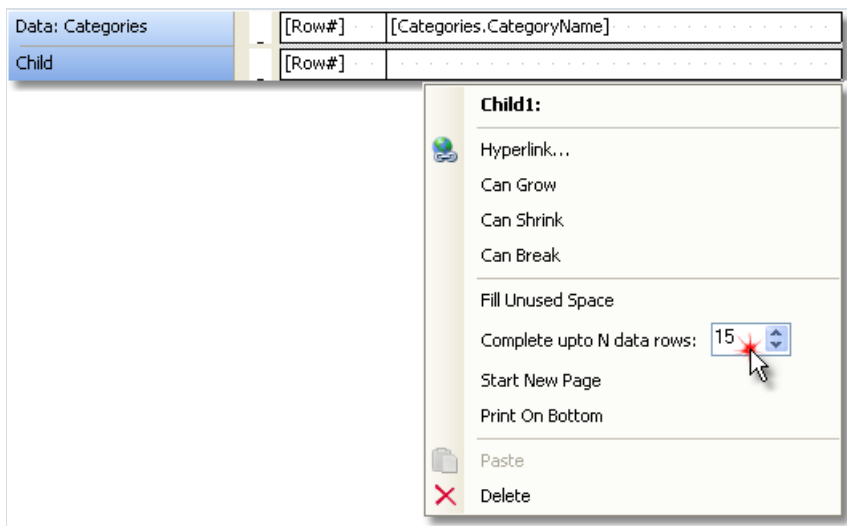 Data: Categories [Row#] [Categories.CategoryName]
Child [Row#]
Child1:
Hyperlink...
Can Grow
Can Shrink
Can Break
Fill Unused Space
Complete upto N data rows: 15
Start New Page
Print On Bottom
Paste
Delete